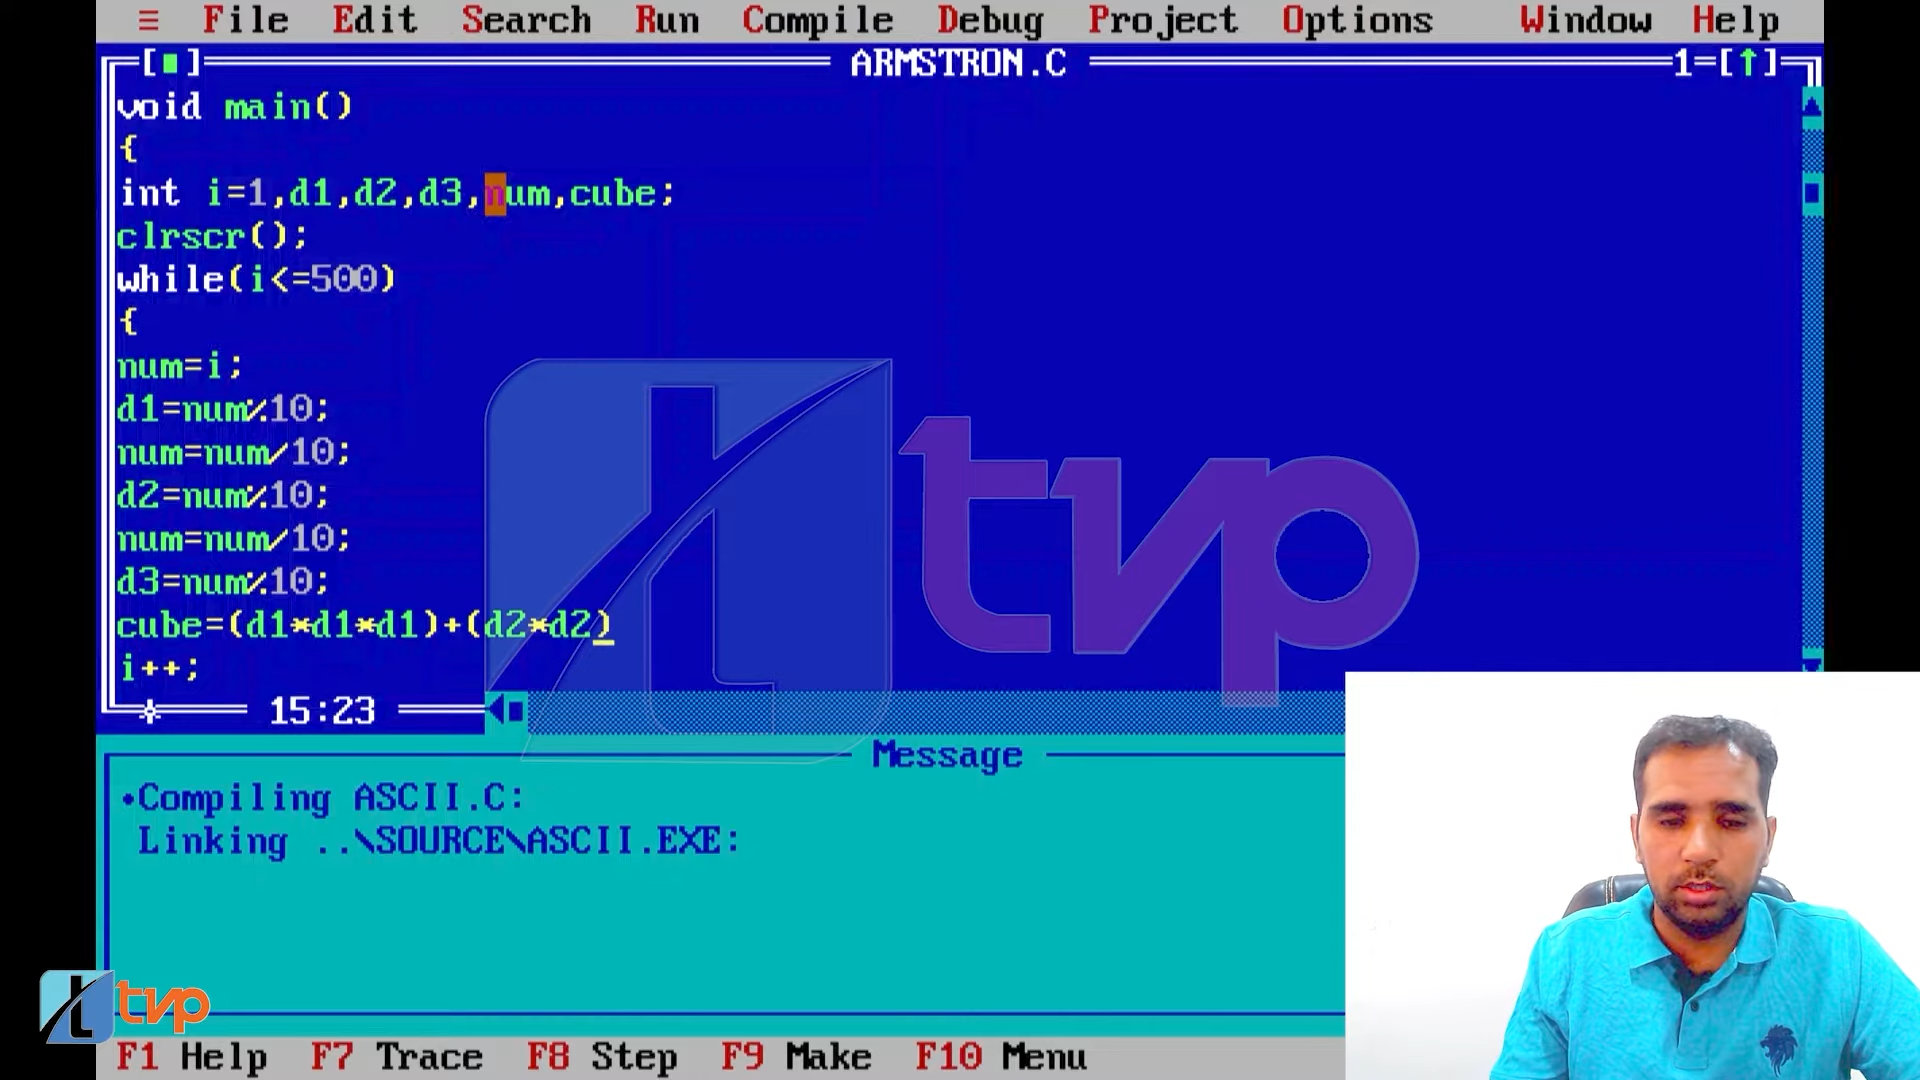 ≡ File Edit Search Run Compile Debug Project Options Window Help
[■] ARMSTRON.C 1=[↑]
void main()
{
int i=1,d1,d2,d3,num,cube;
clrscr();
while(i<=500)
{
num=i;
d1=num%10;
num=num/10;
d2=num%10;
num=num/10;
d3=num%10;
cube=(d1*d1*d1)+(d2*d2)
i++;
15:23
tvp
Message
•Compiling ASCII.C:
Linking ..\SOURCE\ASCII.EXE:
tvp
F1 Help F7 Trace F8 Step F9 Make F10 Menu